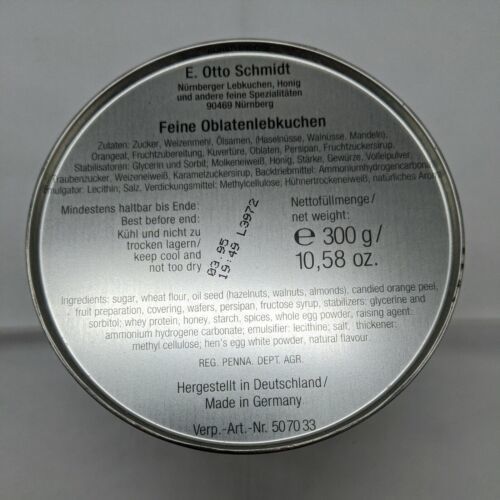 E. Otto Schmidt
Nürnberger Lebkuchen, Honig
und andere feine Spezialitäten
90469 Nürnberg
Feine Oblatenlebkuchen
Zutaten: Zucker, Weizenmehl, Ölsamen, (Haselnüsse, Walnüsse, Mandeln),
Orangeat, Fruchtzubereitung, Kuvertüre, Oblaten, Persipan, Fruchtzuckersirup,
Stabilisatoren: Glycerin und Sorbit; Molkeneiweiß, Honig, Stärke, Gewürze, Volleipulver,
Traubenzucker, Weizeneiweiß, Karamelzuckersirup, Backtriebmittel: Ammoniumhydrogencarbonat,
Emulgator: Lecithin; Salz, Verdickungsmittel: Methylcellulose; Hühnertrockeneiweiß, natürliches Aroma
Mindestens haltbar bis Ende:
Best before end:
Kühl und nicht zu
trocken lagern/
keep cool and
not too dry
03.95
19:49 L3972
Nettofüllmenge/
net weight:
℮ 300 g/
10,58 oz.
Ingredients: sugar, wheat flour, oil seed (hazelnuts, walnuts, almonds), candied orange peel,
fruit preparation, covering, wafers, persipan, fructose syrup, stabilizers: glycerine and
sorbitol; whey protein, honey, starch, spices, whole egg powder, raising agent:
ammonium hydrogene carbonate; emulsifier: lecithine; salt, thickener:
methyl cellulose; hen's egg white powder, natural flavour.
REG. PENNA. DEPT. AGR.
Hergestellt in Deutschland/
Made in Germany
Verp.-Art.-Nr. 50 70 33